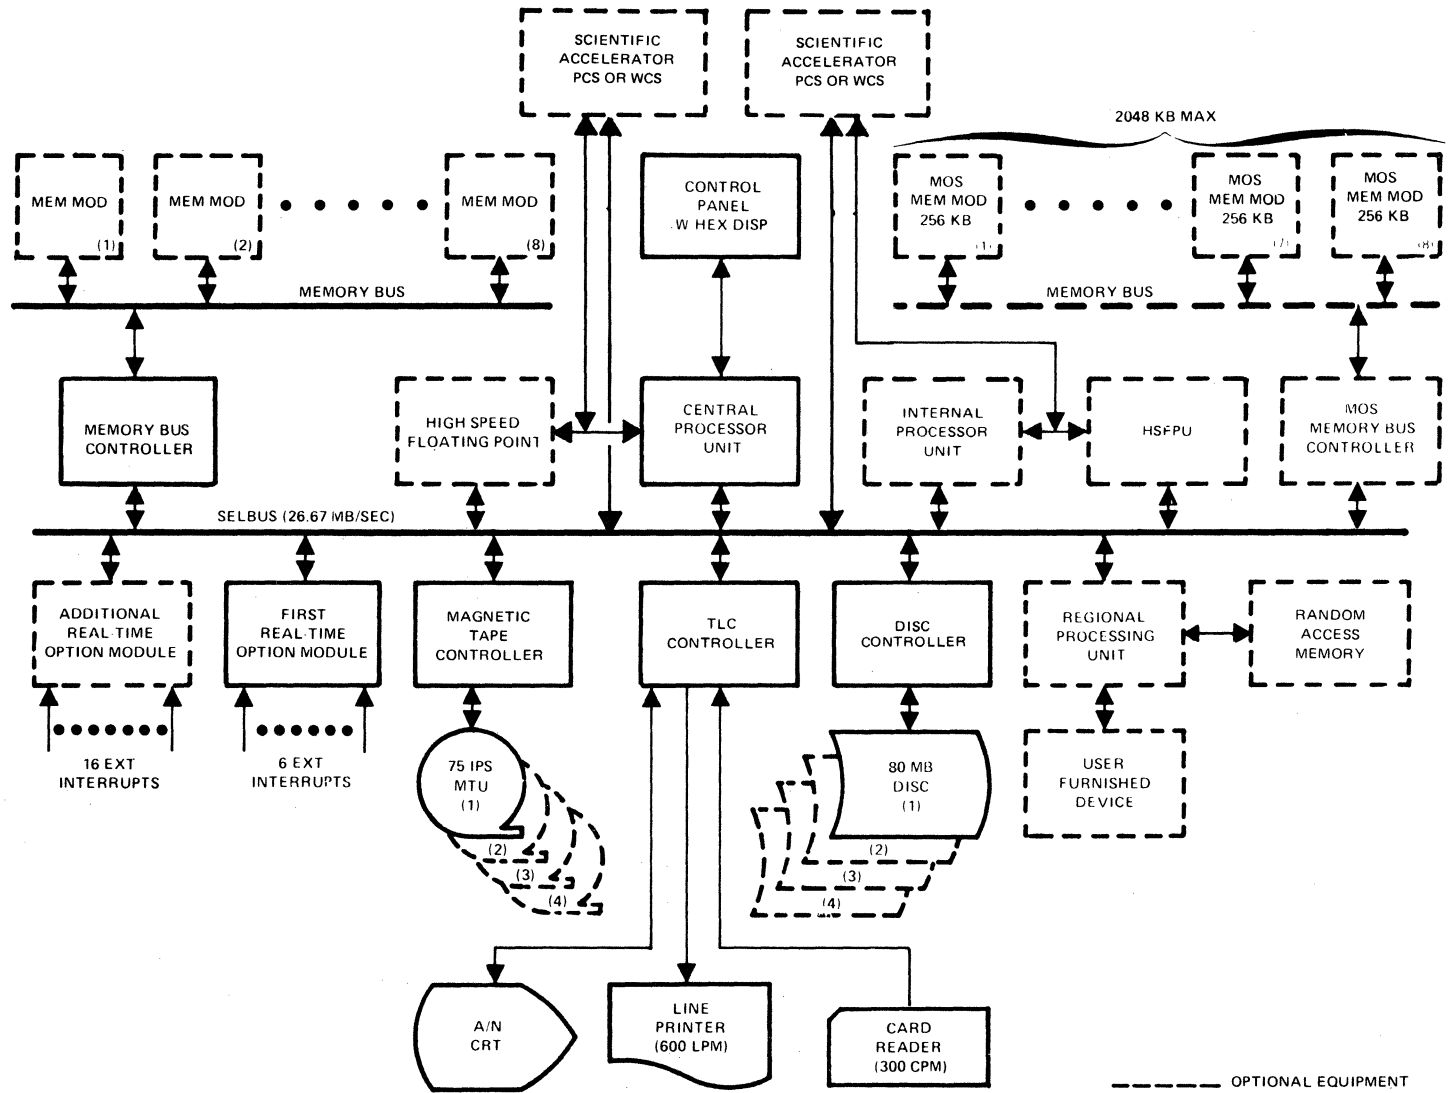 SCIENTIFIC
ACCELERATOR
PCS OR WCS
SCIENTIFIC
ACCELERATOR
PCS OR WCS
2048 KB MAX
MEM MOD
(1)
MEM MOD
(2)
MEM MOD
(8)
CONTROL
PANEL
W HEX DISP
MOS
MEM MOD
256 KB
(1)
MOS
MEM MOD
256 KB
(7)
MOS
MEM MOD
256 KB
(8)
MEMORY BUS
MEMORY BUS
MEMORY BUS
CONTROLLER
HIGH SPEED
FLOATING POINT
CENTRAL
PROCESSOR
UNIT
INTERNAL
PROCESSOR
UNIT
HSFPU
MOS
MEMORY BUS
CONTROLLER
SELBUS (26.67 MB/SEC)
ADDITIONAL
REAL-TIME
OPTION MODULE
FIRST
REAL-TIME
OPTION MODULE
MAGNETIC
TAPE
CONTROLLER
TLC
CONTROLLER
DISC
CONTROLLER
REGIONAL
PROCESSING
UNIT
RANDOM
ACCESS
MEMORY
16 EXT
INTERRUPTS
6 EXT
INTERRUPTS
75 IPS
MTU
(1)
(2)
(3)
(4)
80 MB
DISC
(1)
(2)
(3)
(4)
USER
FURNISHED
DEVICE
A/N
CRT
LINE
PRINTER
(600 LPM)
CARD
READER
(300 CPM)
OPTIONAL EQUIPMENT